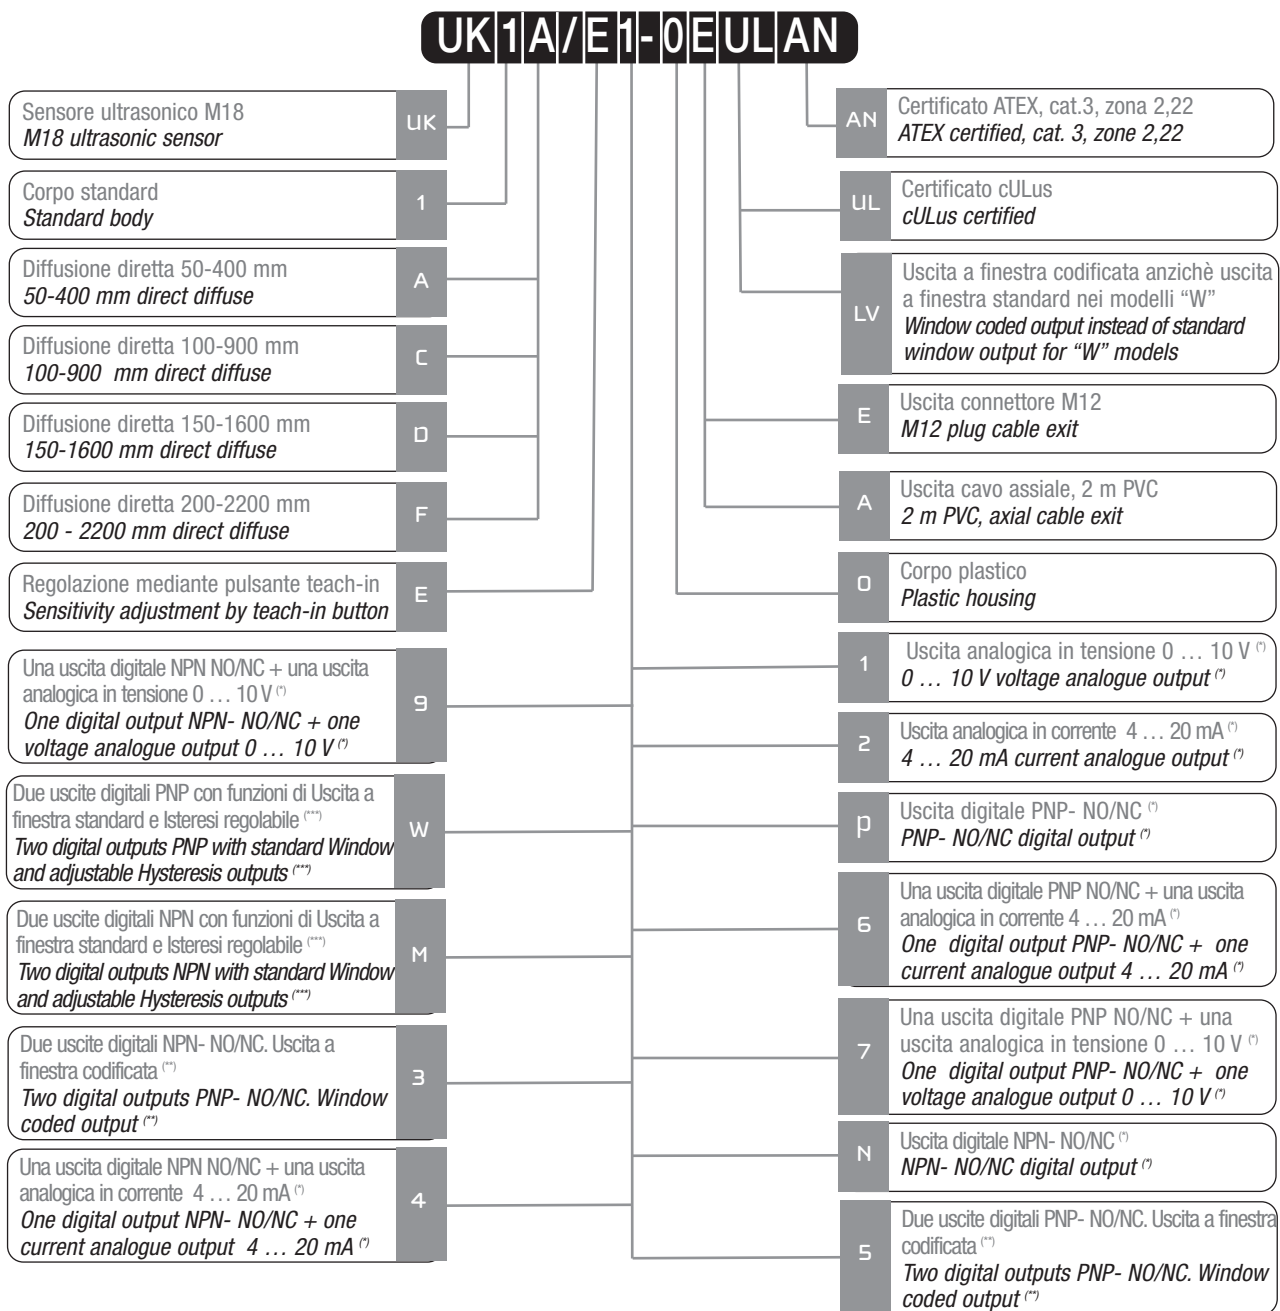 UK1A/E1-0EULAN
Sensore ultrasonico M18
M18 ultrasonic sensor
UK
Corpo standard
Standard body
1
Diffusione diretta 50-400 mm
50-400 mm direct diffuse
A
Diffusione diretta 100-900 mm
100-900 mm direct diffuse
C
Diffusione diretta 150-1600 mm
150-1600 mm direct diffuse
D
Diffusione diretta 200-2200 mm
200 - 2200 mm direct diffuse
F
Regolazione mediante pulsante teach-in
Sensitivity adjustment by teach-in button
E
Una uscita digitale NPN NO/NC + una uscita
analogica in tensione 0 … 10 V (*)
One digital output NPN- NO/NC + one
voltage analogue output 0 … 10 V (*)
9
Due uscite digitali PNP con funzioni di Uscita a
finestra standard e Isteresi regolabile (***)
Two digital outputs PNP with standard Window
and adjustable Hysteresis outputs (***)
W
Due uscite digitali NPN con funzioni di Uscita a
finestra standard e Isteresi regolabile (***)
Two digital outputs NPN with standard Window
and adjustable Hysteresis outputs (***)
M
Due uscite digitali NPN- NO/NC. Uscita a
finestra codificata (**)
Two digital outputs PNP- NO/NC. Window
coded output (**)
3
Una uscita digitale NPN NO/NC + una uscita
analogica in corrente 4 … 20 mA (*)
One digital output NPN- NO/NC + one
current analogue output 4 … 20 mA (*)
4
AN
Certificato ATEX, cat.3, zona 2,22
ATEX certified, cat. 3, zone 2,22
UL
Certificato cULus
cULus certified
LV
Uscita a finestra codificata anzichè uscita
a finestra standard nei modelli “W”
Window coded output instead of standard
window output for “W” models
E
Uscita connettore M12
M12 plug cable exit
A
Uscita cavo assiale, 2 m PVC
2 m PVC, axial cable exit
0
Corpo plastico
Plastic housing
1
Uscita analogica in tensione 0 … 10 V (*)
0 … 10 V voltage analogue output (*)
2
Uscita analogica in corrente 4 … 20 mA (*)
4 … 20 mA current analogue output (*)
P
Uscita digitale PNP- NO/NC (*)
PNP- NO/NC digital output (*)
6
Una uscita digitale PNP NO/NC + una uscita
analogica in corrente 4 … 20 mA (*)
One digital output PNP- NO/NC + one
current analogue output 4 … 20 mA (*)
7
Una uscita digitale PNP NO/NC + una
uscita analogica in tensione 0 … 10 V (*)
One digital output PNP- NO/NC + one
voltage analogue output 0 … 10 V (*)
N
Uscita digitale NPN- NO/NC (*)
NPN- NO/NC digital output (*)
5
Due uscite digitali PNP- NO/NC. Uscita a finestra
codificata (**)
Two digital outputs PNP- NO/NC. Window
coded output (**)